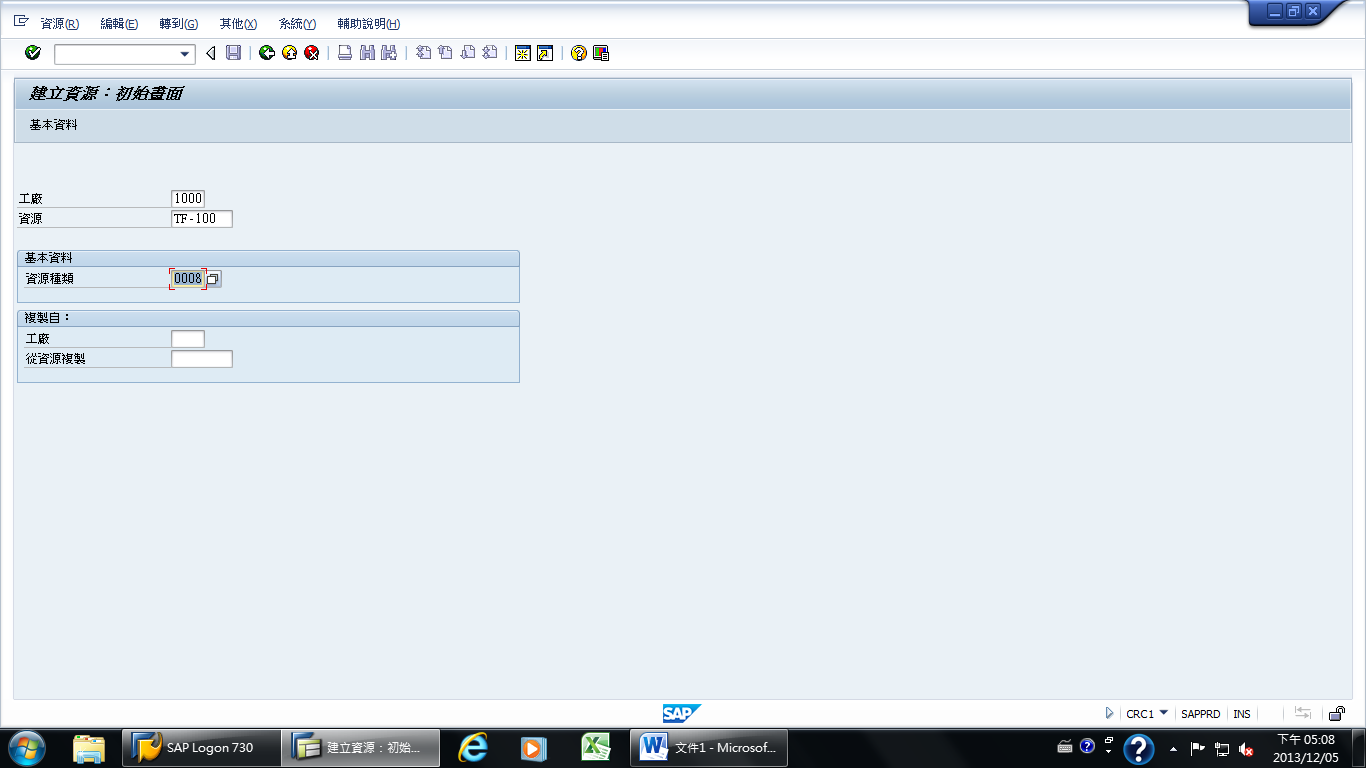 資源(R) 編輯(E) 轉到(G) 其他(X) 系統(Y) 輔助說明(H)
建立資源：初始畫面
基本資料
工廠 1000
資源 TF-100
基本資料
資源種類 0008
複製自：
工廠
從資源複製
SAP
CRC1 SAPPRD INS
SAP Logon 730 建立資源：初始... 文件1 - Microsof... 下午 05:08
2013/12/05